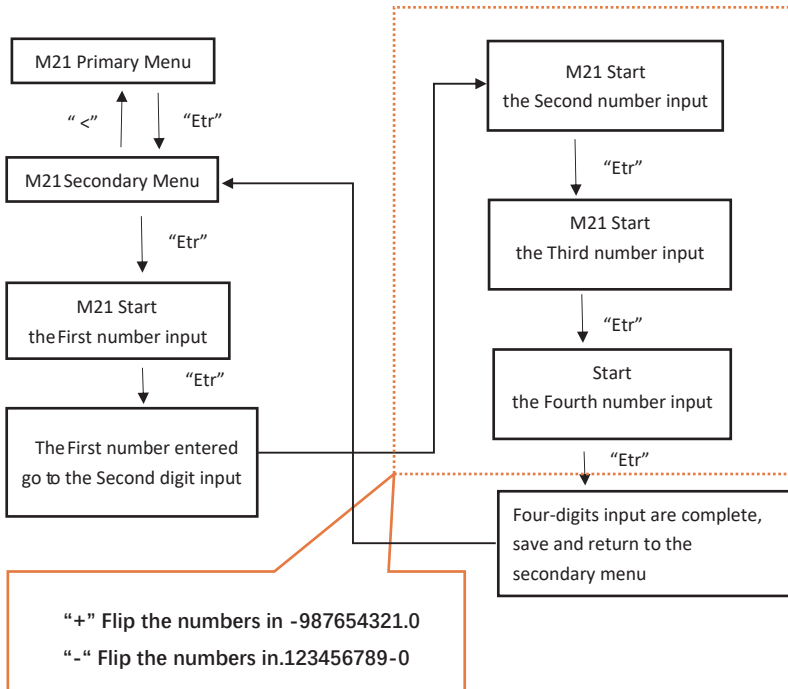 M21 Primary Menu
“ <”
“Etr”
M21 Secondary Menu
“Etr”
M21 Start
the First number input
“Etr”
The First number entered
go to the Second digit input
M21 Start
the Second number input
“Etr”
M21 Start
the Third number input
“Etr”
Start
the Fourth number input
“Etr”
Four-digits input are complete,
save and return to the
secondary menu
“+” Flip the numbers in -987654321.0
“-“ Flip the numbers in.123456789-0